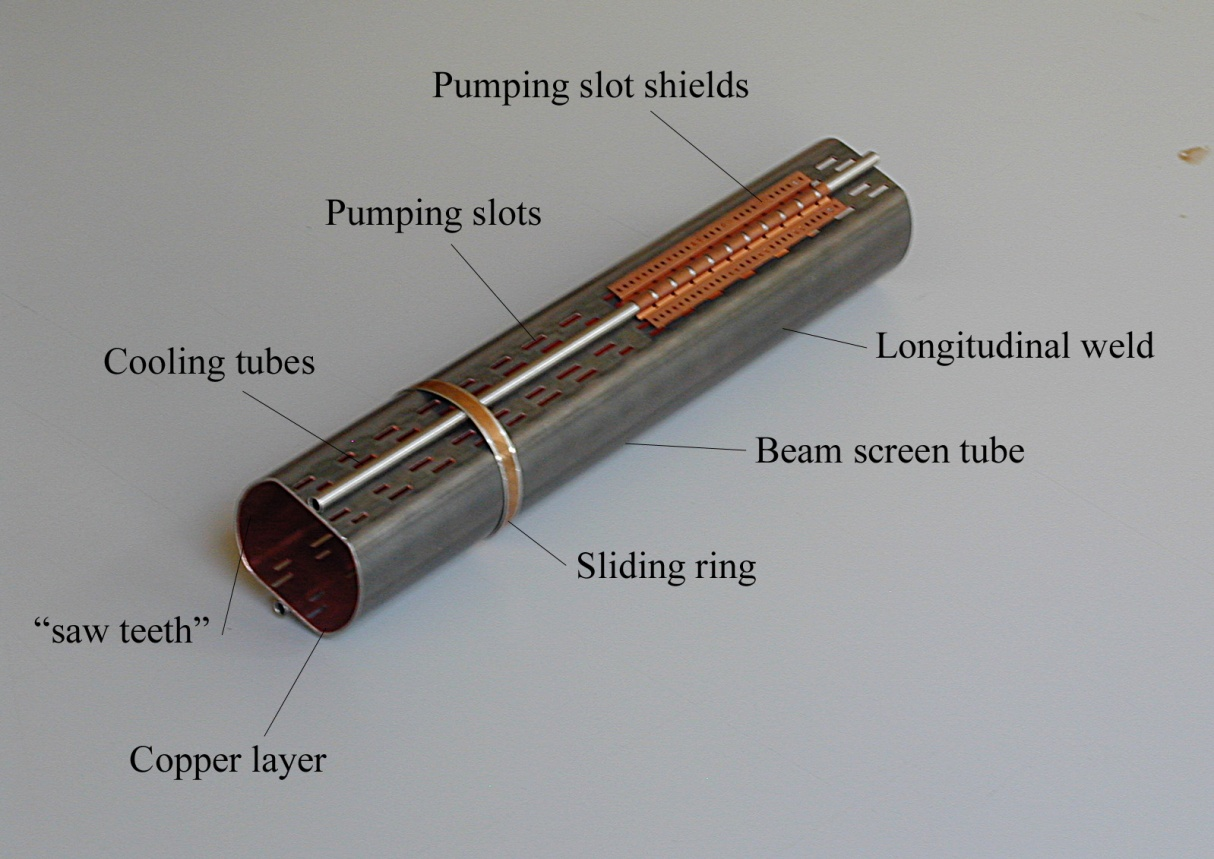 Pumping slot shields
Pumping slots
Cooling tubes
Longitudinal weld
Beam screen tube
Sliding ring
“saw teeth”
Copper layer